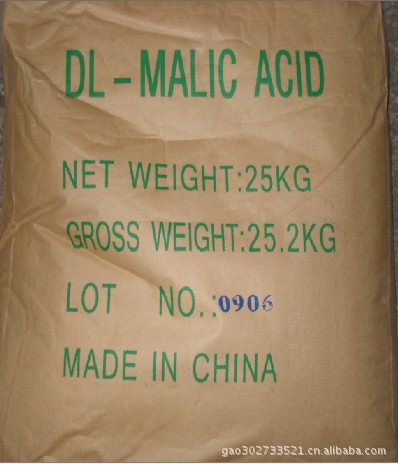 DL-MALIC ACID
NET WEIGHT:25KG
GROSS WEIGHT:25.2KG
LOT NO.:0906
MADE IN CHINA
gao302733521.cn.alibaba.com